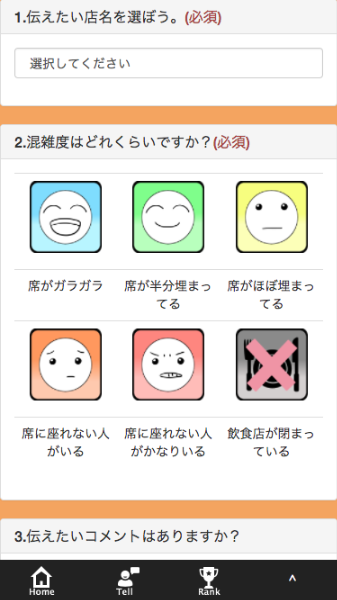 1.伝えたい店名を選ぼう。(必須)
選択してください
2.混雑度はどれくらいですか？(必須)
席がガラガラ
席が半分埋まっ
てる
席がほぼ埋まっ
てる
席に座れない人
がいる
席に座れない人
がかなりいる
飲食店が閉まっ
ている
3.伝えたいコメントはありますか？
Home
Tell
Rank
^